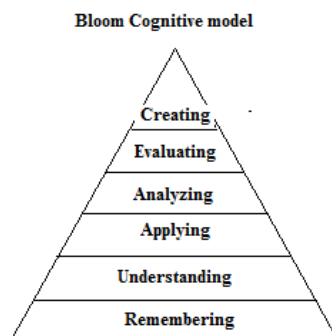 Bloom Cognitive model
Creating
Evaluating
Analyzing
Applying
Understanding
Remembering